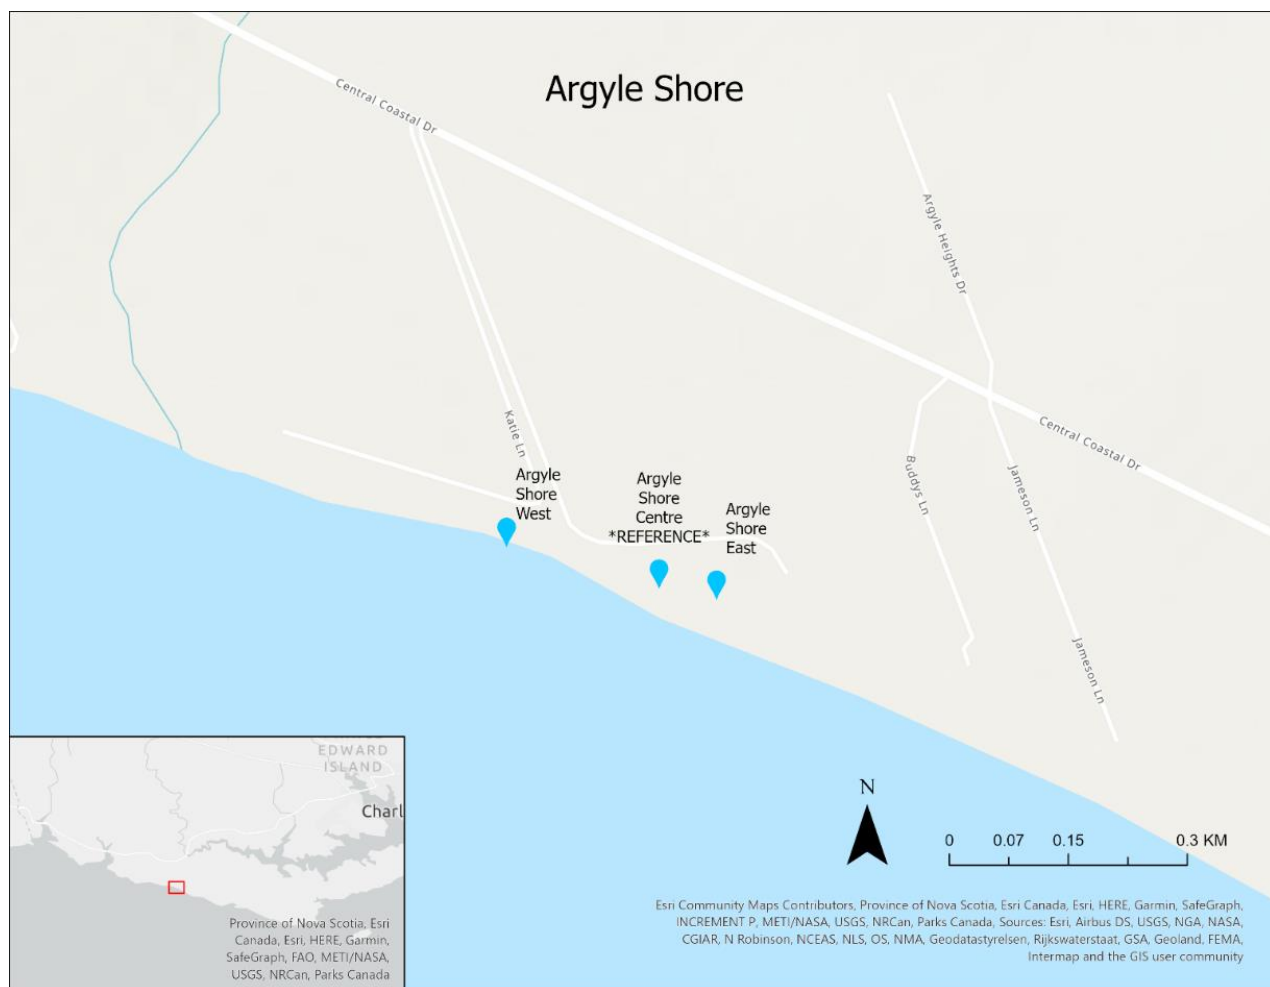 Argyle Shore
Central Coastal Dr
Argyle Heights Dr
Katie Ln
Central Coastal Dr
Buddys Ln
Jameson Ln
Jameson Ln
Argyle
Shore
West
Argyle
Shore
Centre
*REFERENCE*
Argyle
Shore
East
EDWARD
ISLAND
Charl
Province of Nova Scotia, Esri
Canada, Esri, HERE, Garmin,
SafeGraph, FAO, METI/NASA,
USGS, NRCan, Parks Canada
N
0 0.07 0.15 0.3 KM
Esri Community Maps Contributors, Province of Nova Scotia, Esri Canada, Esri, HERE, Garmin, SafeGraph,
INCREMENT P, METI/NASA, USGS, NRCan, Parks Canada, Sources: Esri, Airbus DS, USGS, NGA, NASA,
CGIAR, N Robinson, NCEAS, NLS, OS, NMA, Geodatastyrelsen, Rijkswaterstaat, GSA, Geoland, FEMA,
Intermap and the GIS user community